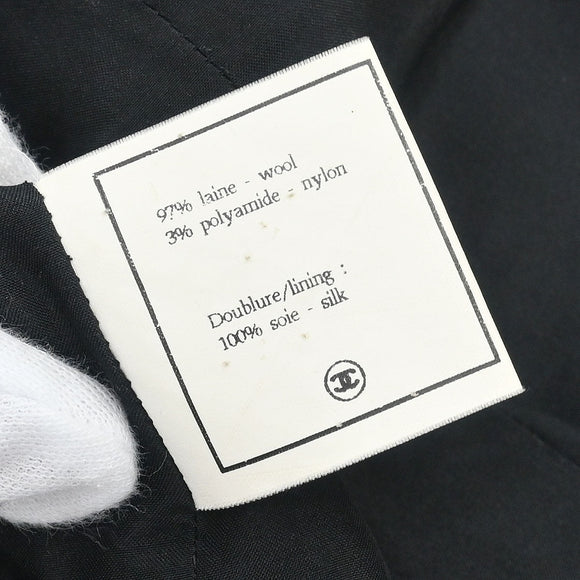 97% laine - wool
3% polyamide - nylon
Doublure/lining :
100% soie - silk